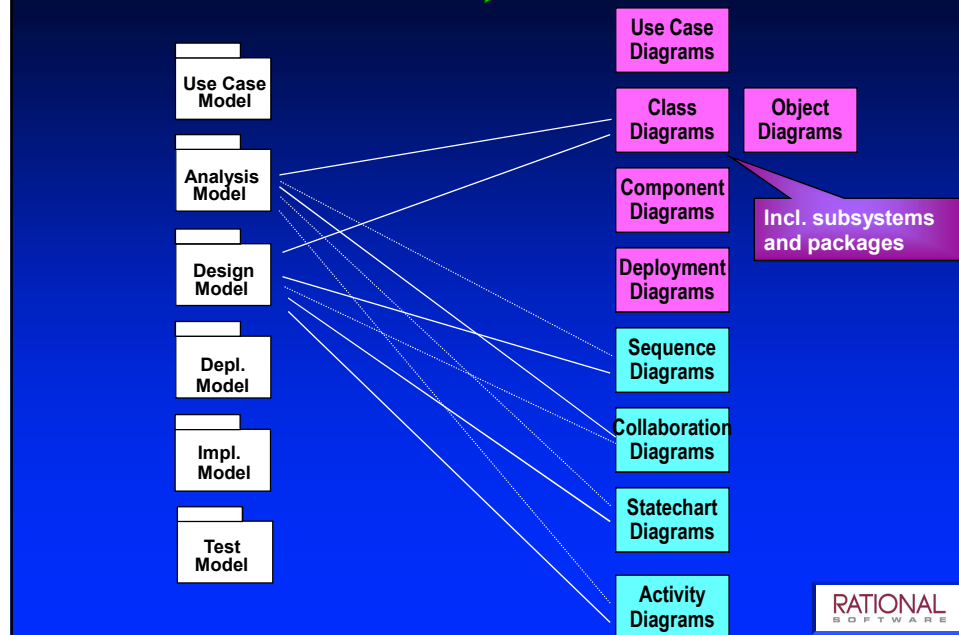 Use Case
Model
Analysis
Model
Design
Model
Depl.
Model
Impl.
Model
Test
Model
Use Case
Diagrams
Class
Diagrams
Object
Diagrams
Component
Diagrams
Incl. subsystems
and packages
Deployment
Diagrams
Sequence
Diagrams
Collaboration
Diagrams
Statechart
Diagrams
Activity
Diagrams
RATIONAL
SOFTWARE